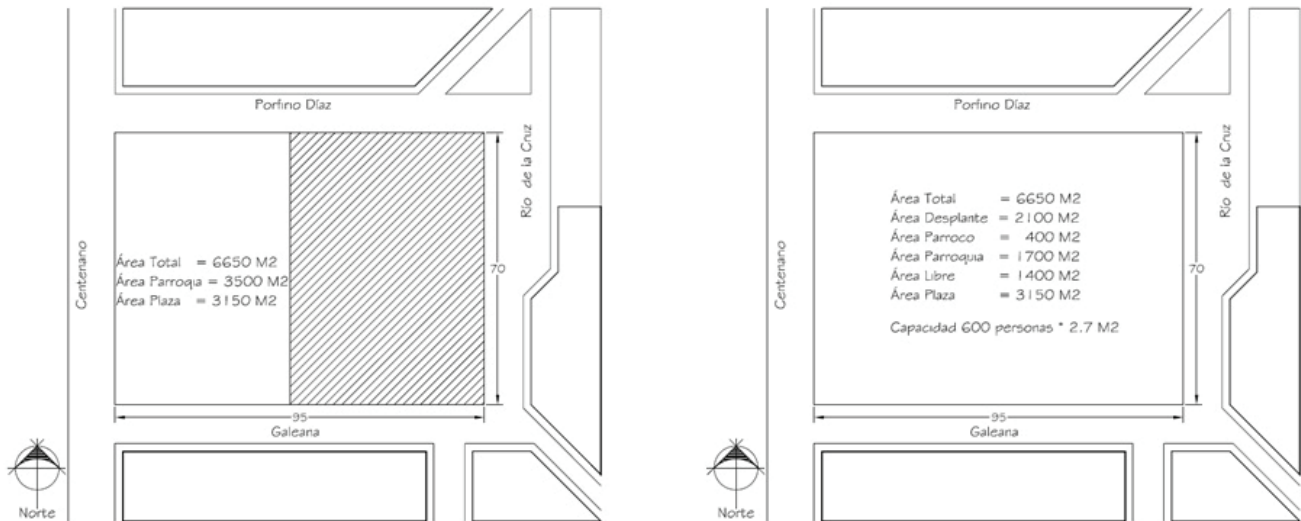 Porfirio Díaz
Río de la Cruz
Centenario
Área Total = 6650 M2
Área Parroqia = 3500 M2
Área Plaza = 3150 M2
70
95
Galeana
Norte
Porfirio Díaz
Río de la Cruz
Centenario
Área Total = 6650 M2
Área Desplante = 2100 M2
Área Parroco = 400 M2
Área Parroquia = 1700 M2
Área Libre = 1400 M2
Área Plaza = 3150 M2
Capacidad 600 personas * 2.7 M2
70
95
Galeana
Norte